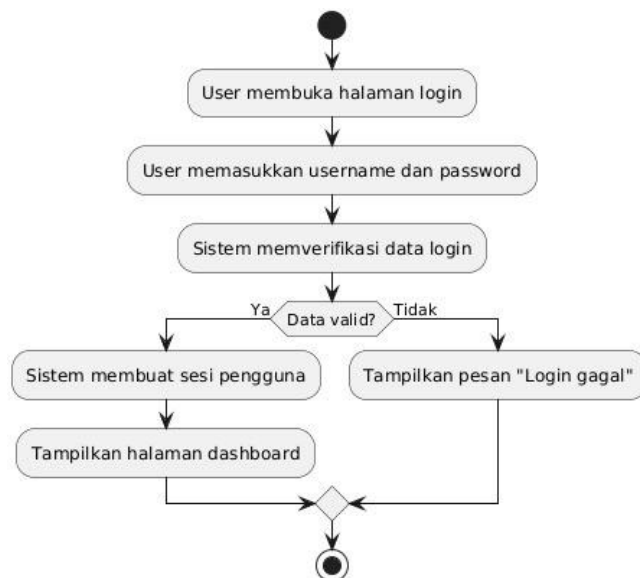 User membuka halaman login
User memasukkan username dan password
Sistem memverifikasi data login
Ya
Data valid?
Tidak
Sistem membuat sesi pengguna
Tampilkan pesan "Login gagal"
Tampilkan halaman dashboard